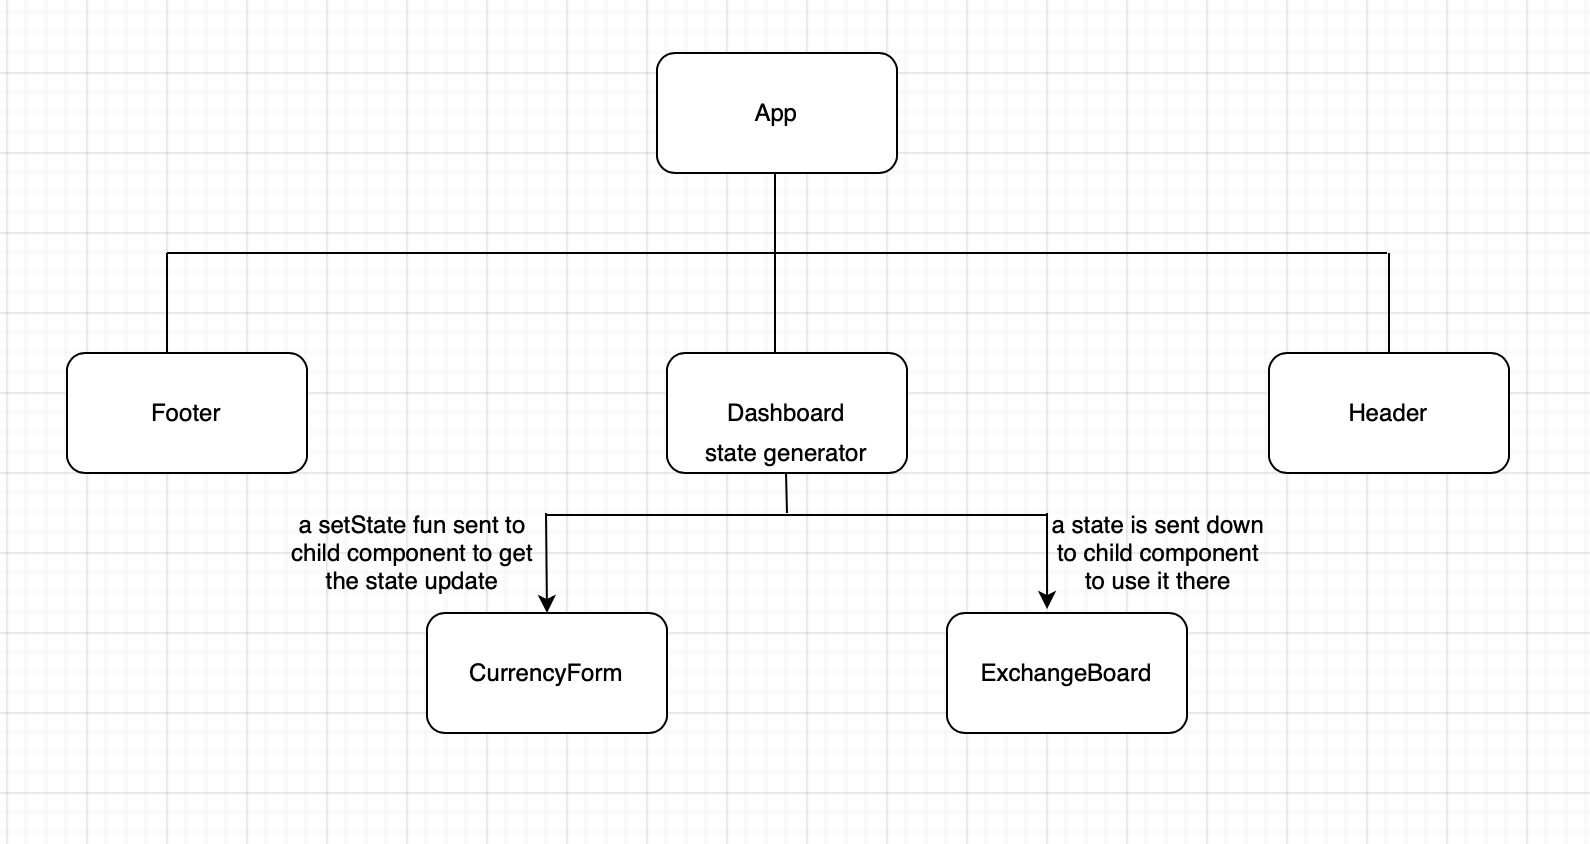 App
Footer
Dashboard
state generator
Header
a setState fun sent to
child component to get
the state update
a state is sent down
to child component
to use it there
CurrencyForm
ExchangeBoard